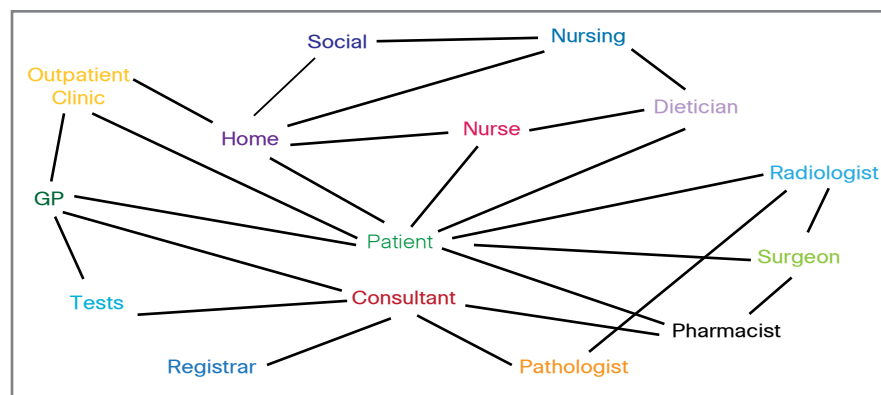 Social
Nursing
Outpatient
Clinic
Dietician
Home
Nurse
Radiologist
GP
Patient
Surgeon
Tests
Consultant
Pharmacist
Registrar
Pathologist